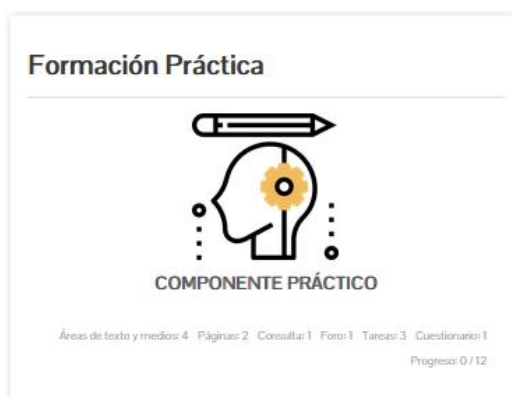 Formación Práctica
COMPONENTE PRÁCTICO
Áreas de texto y medios: 4 Páginas: 2 Consulta: 1 Foro: 1 Tareas: 3 Cuestionario: 1
Progreso: 0 / 12